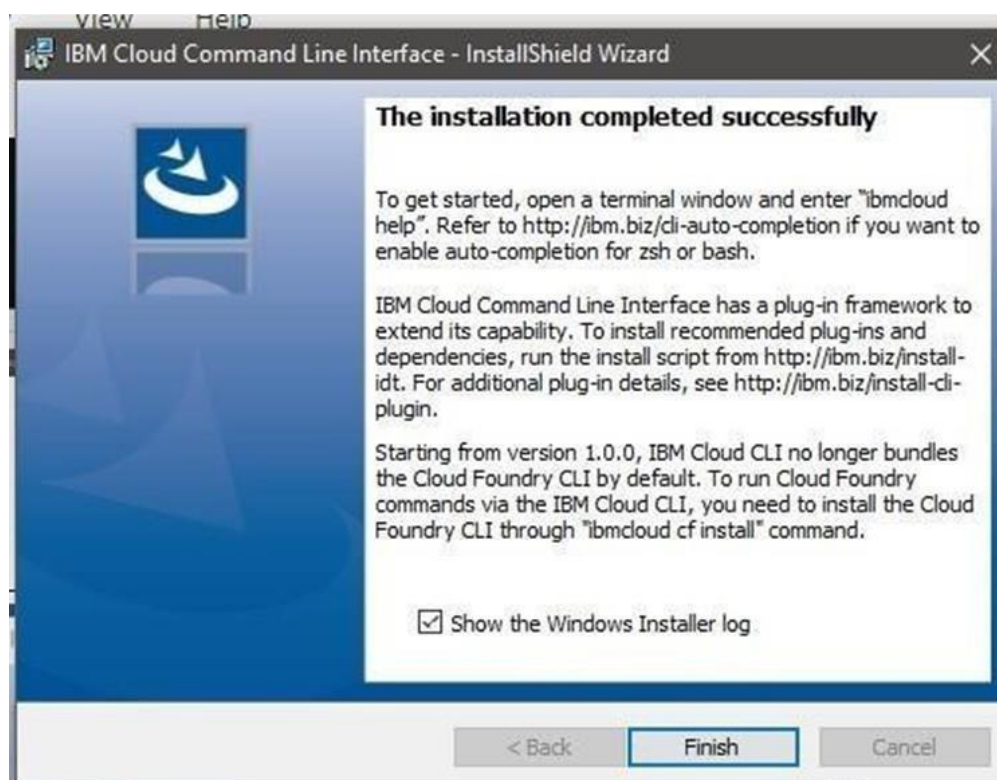 View Help
IBM Cloud Command Line Interface - InstallShield Wizard
The installation completed successfully
To get started, open a terminal window and enter "ibmcloud
help". Refer to http://ibm.biz/cli-auto-completion if you want to
enable auto-completion for zsh or bash.
IBM Cloud Command Line Interface has a plug-in framework to
extend its capability. To install recommended plug-ins and
dependencies, run the install script from http://ibm.biz/install-
idt. For additional plug-in details, see http://ibm.biz/install-cli-
plugin.
Starting from version 1.0.0, IBM Cloud CLI no longer bundles
the Cloud Foundry CLI by default. To run Cloud Foundry
commands via the IBM Cloud CLI, you need to install the Cloud
Foundry CLI through "ibmcloud cf install" command.
Show the Windows Installer log
< Back Finish Cancel